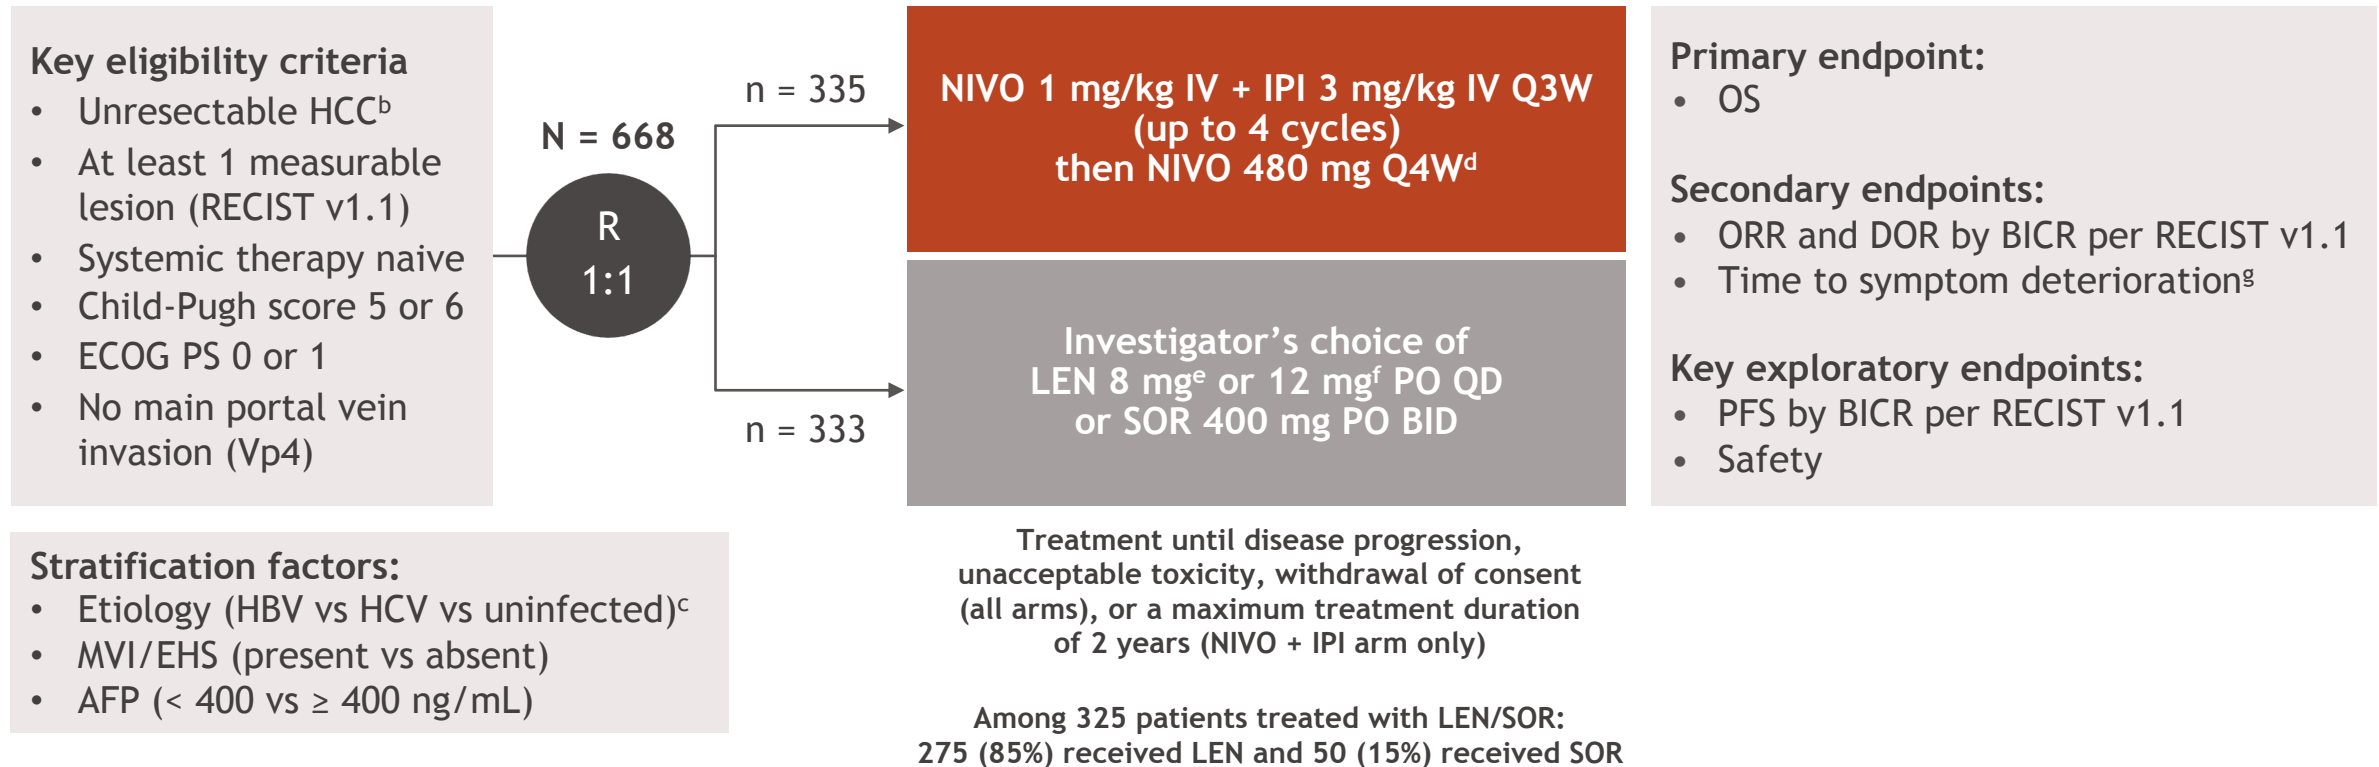 Key eligibility criteria
• Unresectable HCCᵇ
• At least 1 measurable
lesion (RECIST v1.1)
• Systemic therapy naive
• Child-Pugh score 5 or 6
• ECOG PS 0 or 1
• No main portal vein
invasion (Vp4)
Stratification factors:
• Etiology (HBV vs HCV vs uninfected)ᶜ
• MVI/EHS (present vs absent)
• AFP (< 400 vs ≥ 400 ng/mL)
N = 668
R
1:1
n = 335
n = 333
NIVO 1 mg/kg IV + IPI 3 mg/kg IV Q3W
(up to 4 cycles)
then NIVO 480 mg Q4Wᵈ
Investigator’s choice of
LEN 8 mgᵉ or 12 mgᶠ PO QD
or SOR 400 mg PO BID
Treatment until disease progression,
unacceptable toxicity, withdrawal of consent
(all arms), or a maximum treatment duration
of 2 years (NIVO + IPI arm only)
Among 325 patients treated with LEN/SOR:
275 (85%) received LEN and 50 (15%) received SOR
Primary endpoint:
• OS
Secondary endpoints:
• ORR and DOR by BICR per RECIST v1.1
• Time to symptom deteriorationᵍ
Key exploratory endpoints:
• PFS by BICR per RECIST v1.1
• Safety